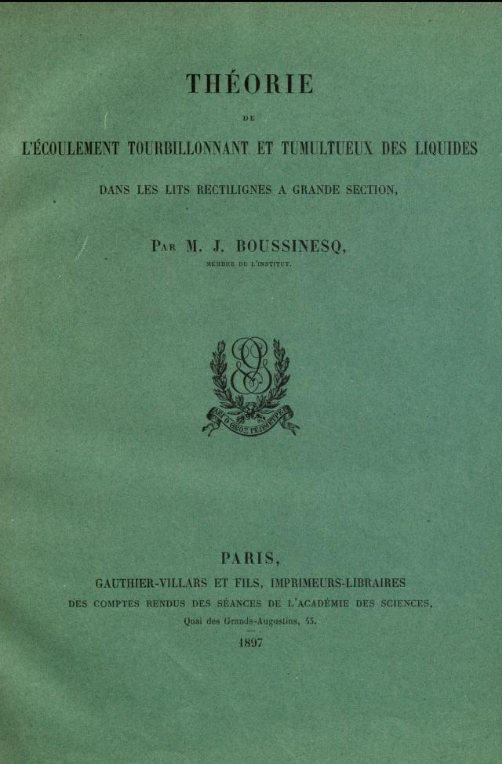 THÉORIE
DE
L'ÉCOULEMENT TOURBILLONNANT ET TUMULTUEUX DES LIQUIDES
DANS LES LITS RECTILIGNES A GRANDE SECTION,
PAR M. J. BOUSSINESQ,
MEMBRE DE L'INSTITUT.
PARIS,
GAUTHIER-VILLARS ET FILS, IMPRIMEURS-LIBRAIRES
DES COMPTES RENDUS DES SÉANCES DE L'ACADÉMIE DES SCIENCES,
Quai des Grands-Augustins, 55.
1897